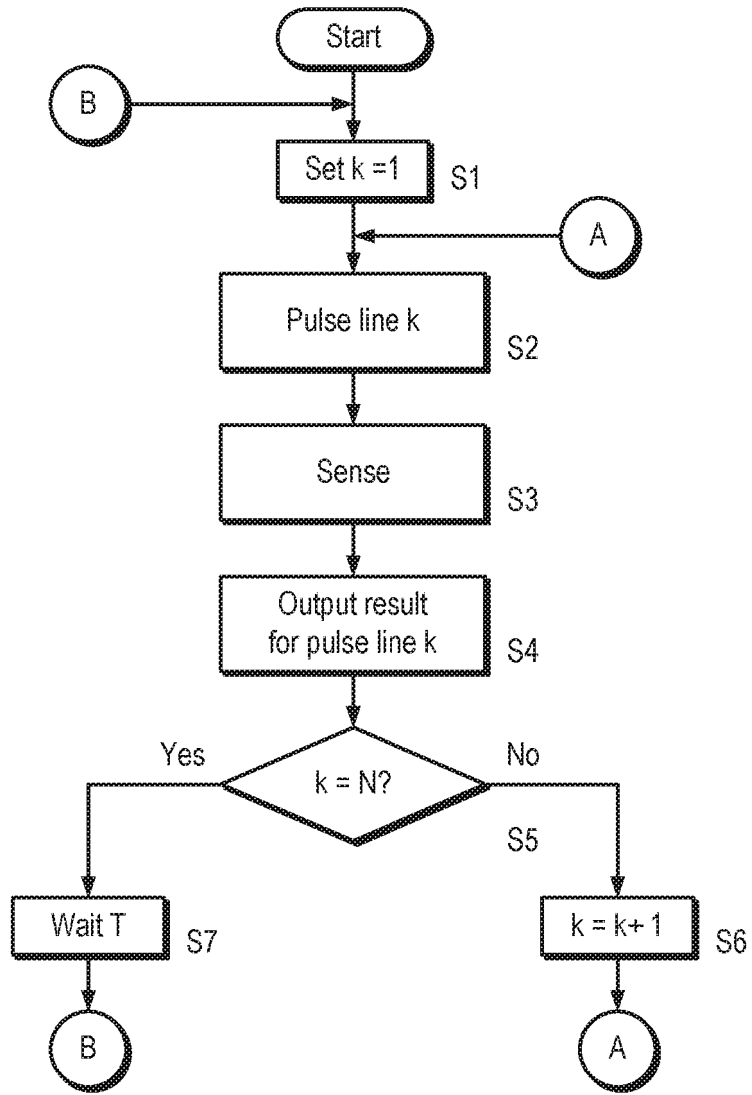 Start
B
Set k =1
S1
A
Pulse line k
S2
Sense
S3
Output result
for pulse line k
S4
Yes
No
k = N?
S5
Wait T
S7
k = k+ 1
S6
B
A